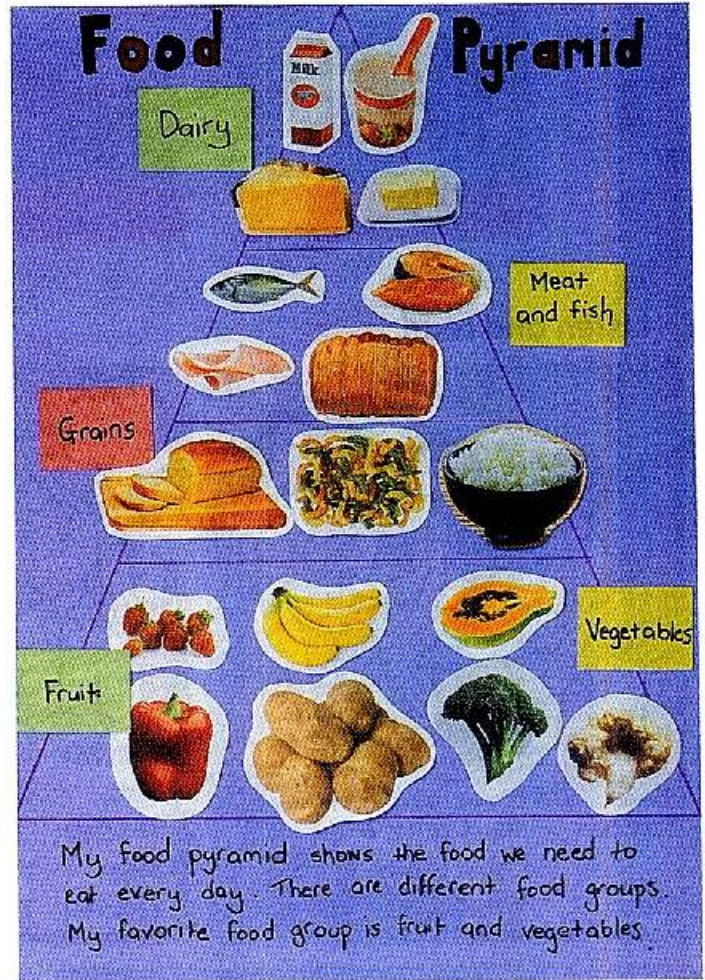 Food Pyramid
Milk
Dairy
Meat
and fish
Grains
Vegetables
Fruit
My food pyramid shows the food we need to
eat every day. There are different food groups.
My favorite food group is fruit and vegetables.